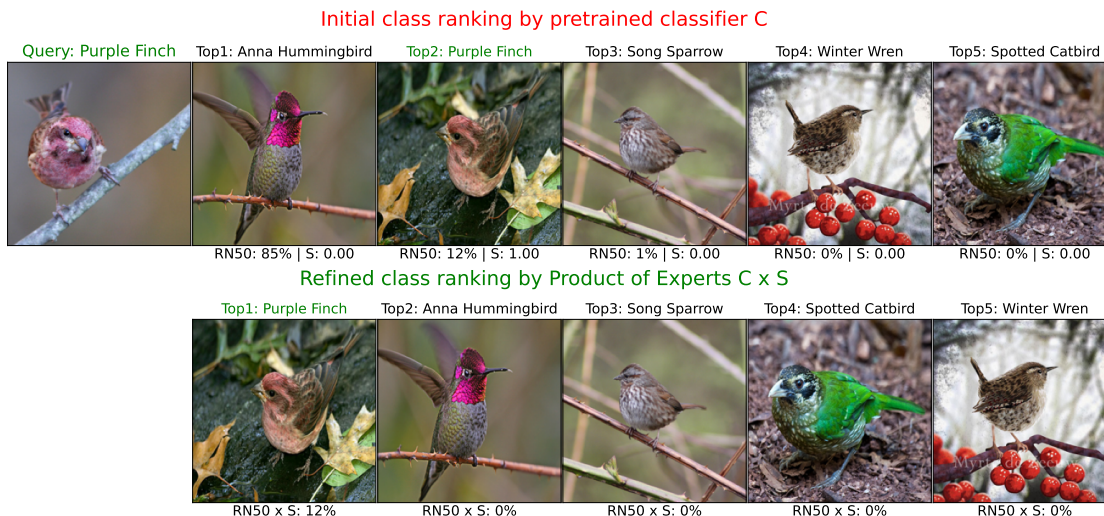 Initial class ranking by pretrained classifier C
Query: Purple Finch
Top1: Anna Hummingbird
Top2: Purple Finch
Top3: Song Sparrow
Top4: Winter Wren
Top5: Spotted Catbird
RN50: 85% | S: 0.00
RN50: 12% | S: 1.00
RN50: 1% | S: 0.00
RN50: 0% | S: 0.00
RN50: 0% | S: 0.00
Refined class ranking by Product of Experts C x S
Top1: Purple Finch
Top2: Anna Hummingbird
Top3: Song Sparrow
Top4: Spotted Catbird
Top5: Winter Wren
RN50 x S: 12%
RN50 x S: 0%
RN50 x S: 0%
RN50 x S: 0%
RN50 x S: 0%